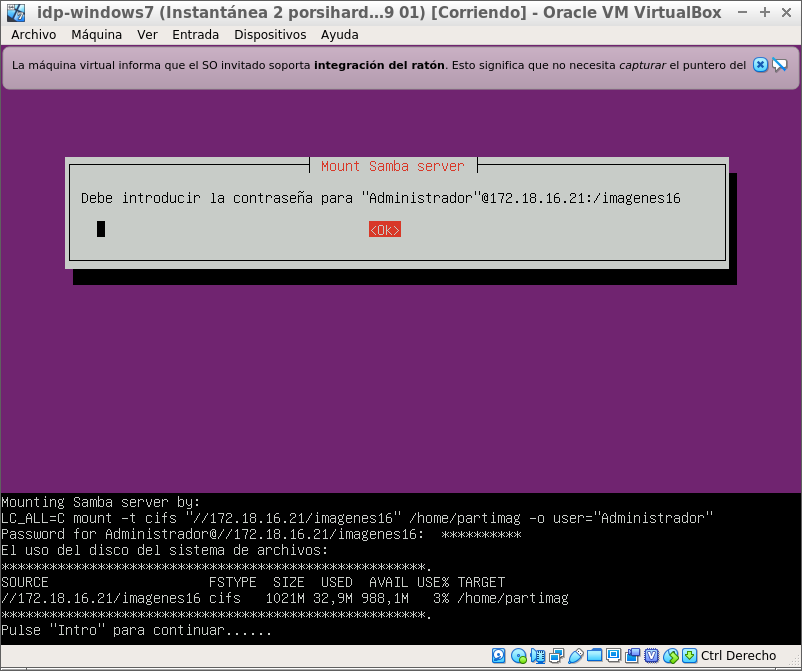 idp-windows7 (Instantánea 2 porsihard...9 01) [Corriendo] - Oracle VM VirtualBox
Archivo Máquina Ver Entrada Dispositivos Ayuda
La máquina virtual informa que el SO invitado soporta integración del ratón. Esto significa que no necesita capturar el puntero del
Mount Samba server
Debe introducir la contraseña para "Administrador"@172.18.16.21:/imagenes16
<Ok>
Mounting Samba server by:
LC_ALL=C mount -t cifs "//172.18.16.21/imagenes16" /home/partimag -o user="Administrador"
Password for Administrador@//172.18.16.21/imagenes16:  **********
El uso del disco del sistema de archivos:
*****************************************************.
SOURCE FSTYPE SIZE USED AVAIL USE% TARGET
//172.18.16.21/imagenes16 cifs 1021M 32,9M 988,1M 3% /home/partimag
*****************************************************.
Pulse "Intro" para continuar......
Ctrl Derecho